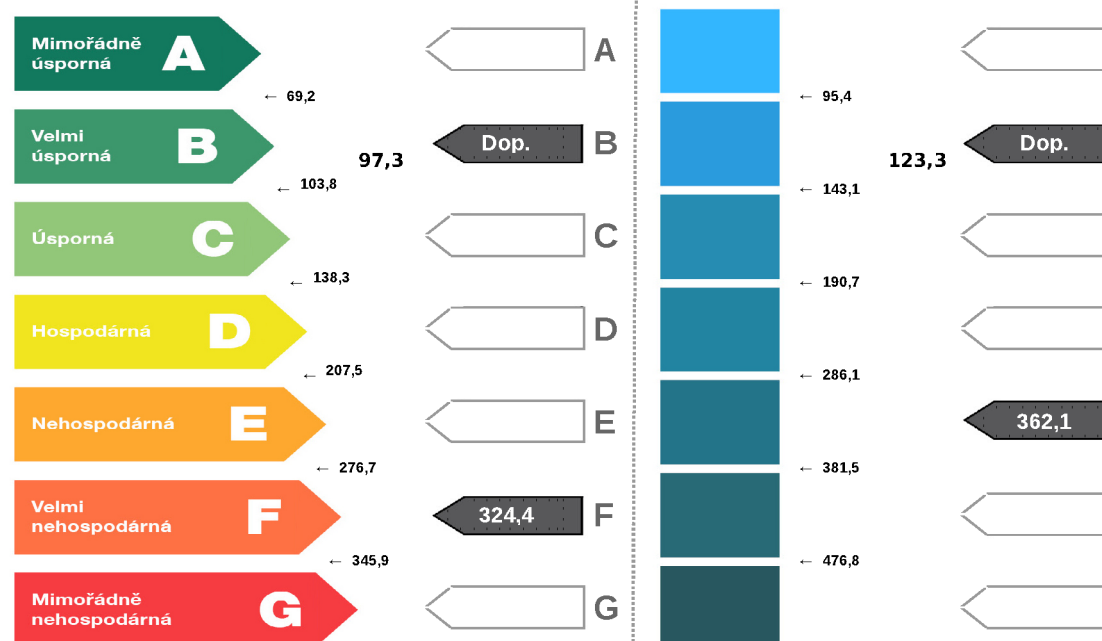 Mimořádně
úsporná
A
A
← 69,2
← 95,4
Velmi
úsporná
B
97,3
Dop.
B
123,3
Dop.
← 103,8
← 143,1
Úsporná
C
C
← 138,3
← 190,7
Hospodárná
D
D
← 207,5
← 286,1
Nehospodárná
E
E
362,1
← 276,7
← 381,5
Velmi
nehospodárná
F
324,4
F
← 345,9
← 476,8
Mimořádně
nehospodárná
G
G